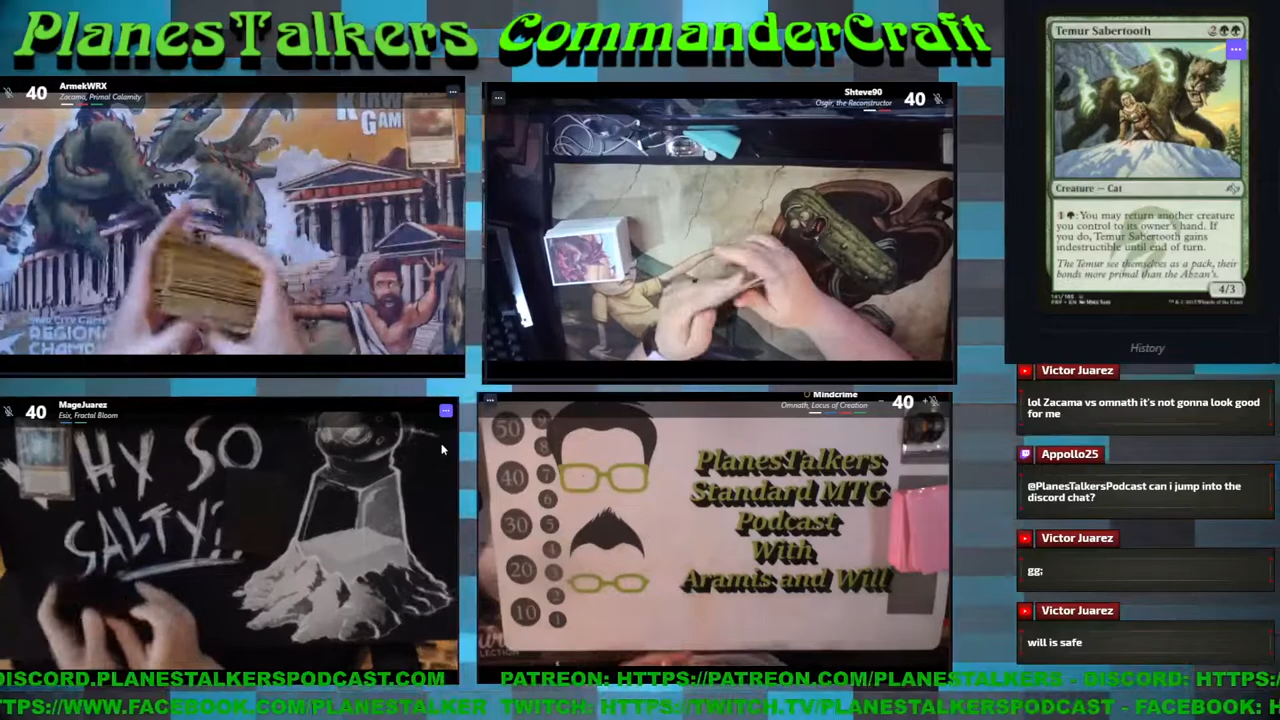 PlanesTalkers CommanderCraft
ArmekWRX
Zacama, Primal Calamity
40
GAM
REGION
CHAMP
Shteve90
Osgir, the Reconstructor
40
Temur Sabertooth
Creature — Cat
: You may return another creature
you control to its owner's hand. If
you do, Temur Sabertooth gains
indestructible until end of turn.
The Temur see themselves as a pack, their
bonds more primal than the Abzan's.
4/3
History
MageJuarez
Esix, Fractal Bloom
40
HY SO
SALTY?
Mindcrime
Omnath, Locus of Creation
40
50
40
30
20
10
PlanesTalkers
Standard MTG
Podcast
With
Aramis and Will
Victor Juarez
lol Zacama vs omnath it's not gonna look good
for me
Appollo25
@PlanesTalkersPodcast can i jump into the
discord chat?
Victor Juarez
gg;
Victor Juarez
will is safe
DISCORD.PLANESTALKERSPODCAST.COM PATREON: HTTPS://PATREON.COM/PLANESTALKERS - DISCORD: HTTPS:/
TPS://WWW.FACEBOOK.COM/PLANESTALKER TWITCH: HTTPS://TWITCH.TV/PLANESTALKERSPODCAST - FACEBOOK: H